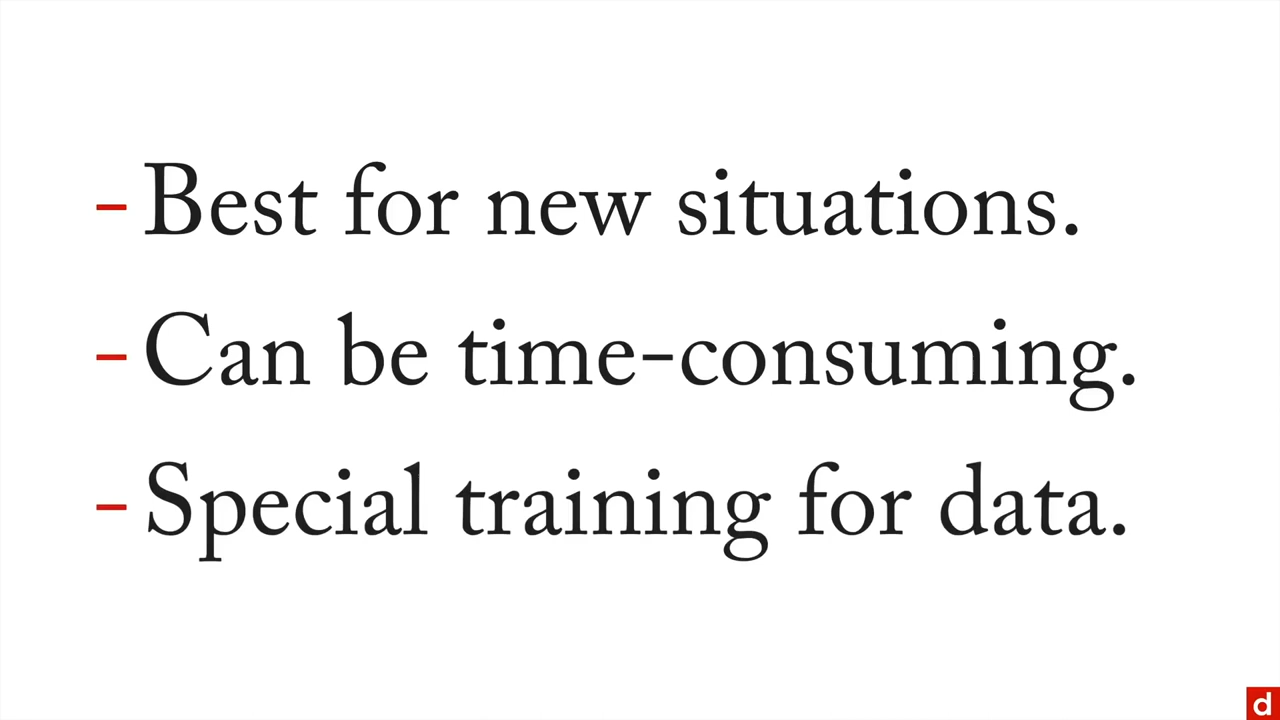 - Best for new situations.
- Can be time-consuming.
- Special training for data.
d